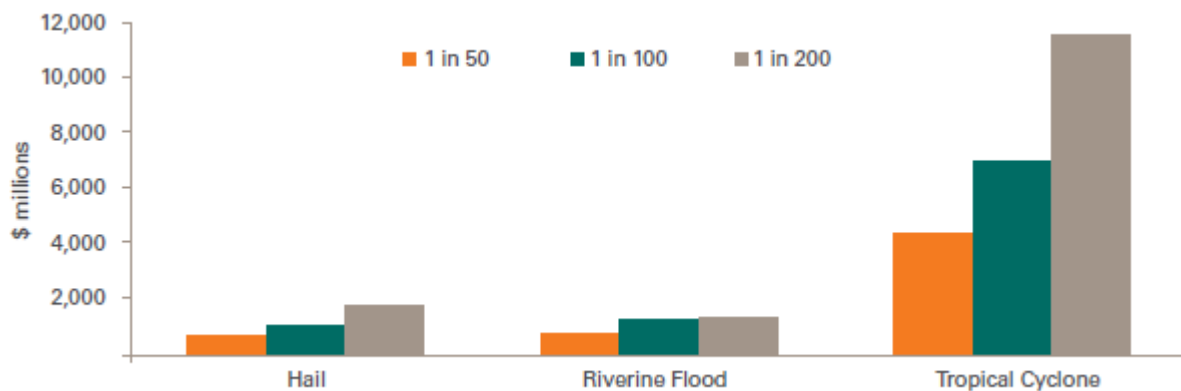 12,000
1 in 50 1 in 100 1 in 200
10,000
8,000
$ millions
6,000
4,000
2,000
Hail Riverine Flood Tropical Cyclone